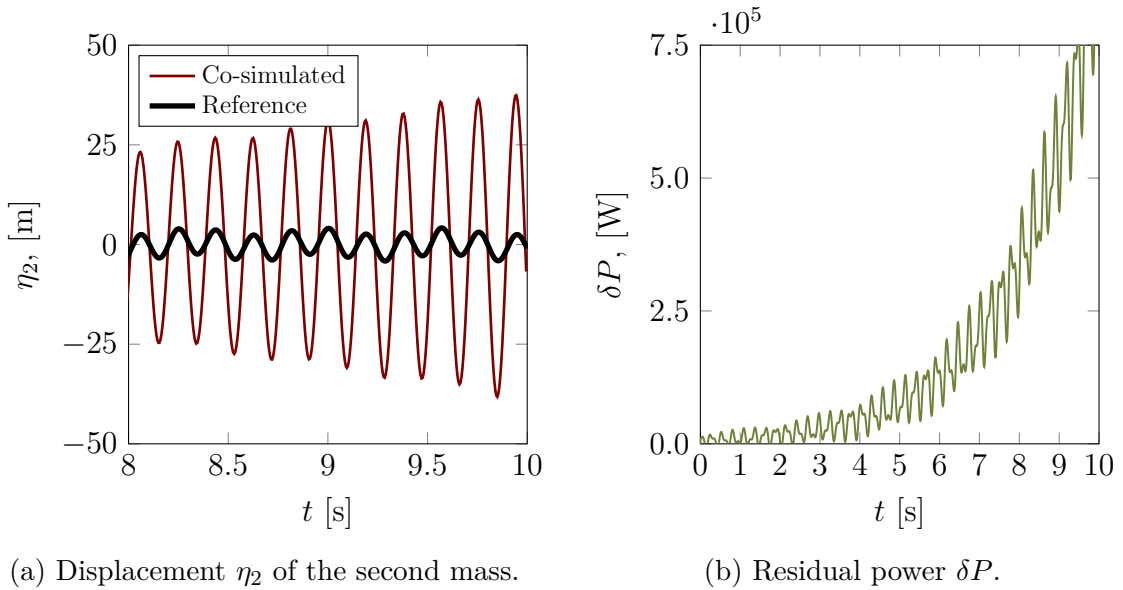 Co-simulated
Reference
50
25
0
−25
−50
8
8.5
9
9.5
10
η₂, [m]
t [s]
(a) Displacement η₂ of the second mass.
·10⁵
7.5
5.0
2.5
0.0
0 1 2 3 4 5 6 7 8 9 10
δP, [W]
t [s]
(b) Residual power δP.